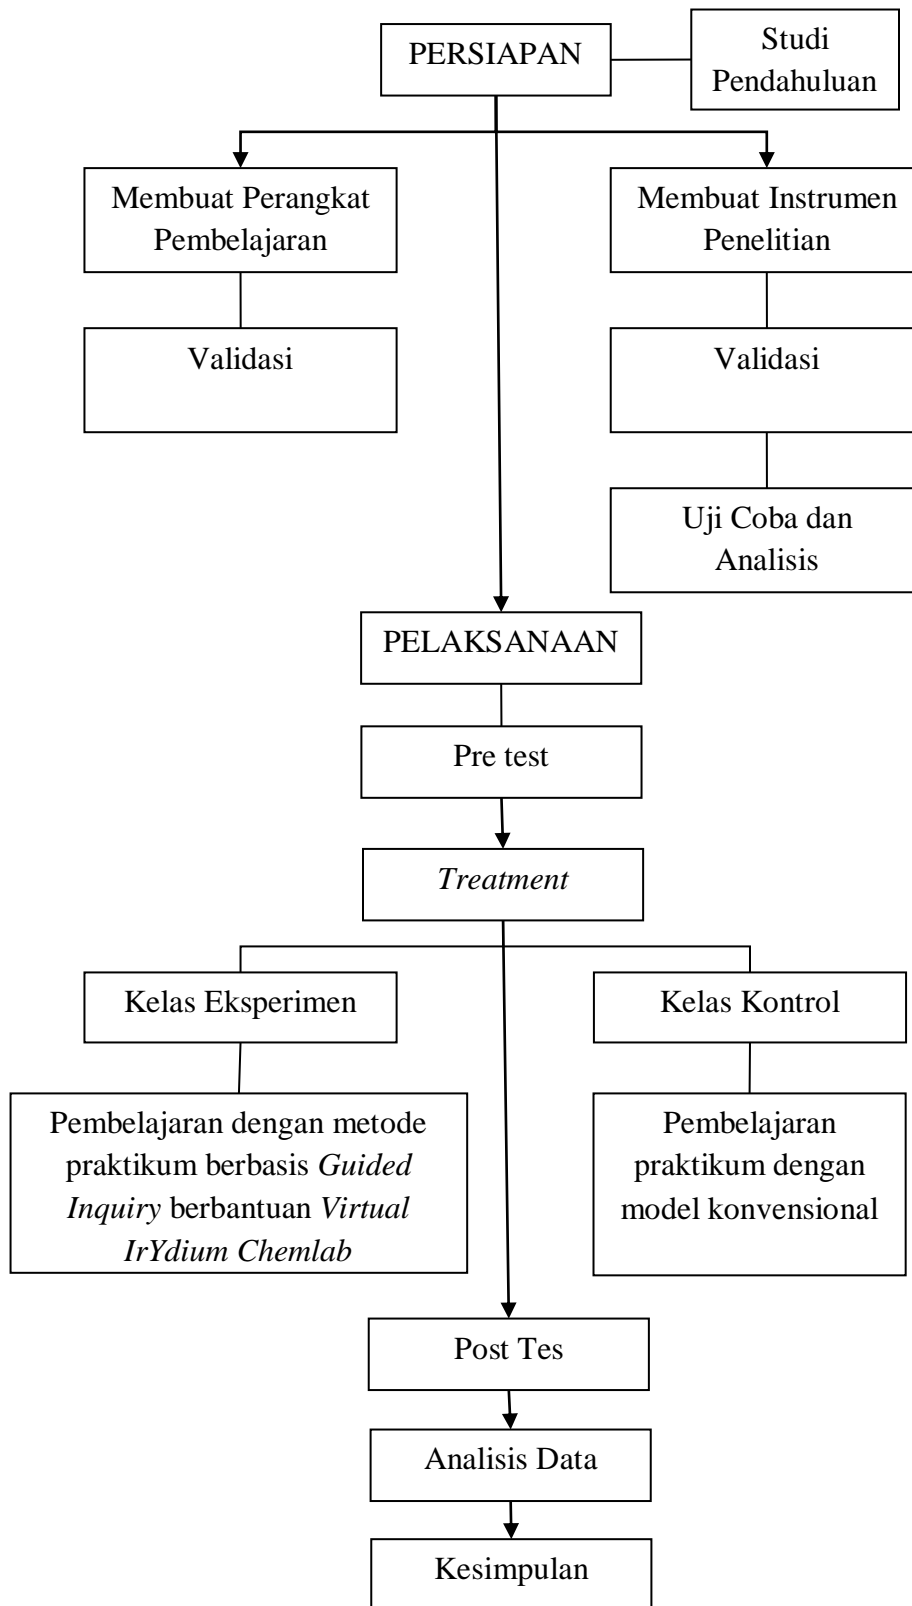 PERSIAPAN
Studi
Pendahuluan
Membuat Perangkat
Pembelajaran
Membuat Instrumen
Penelitian
Validasi
Validasi
Uji Coba dan
Analisis
PELAKSANAAN
Pre test
Treatment
Kelas Eksperimen
Kelas Kontrol
Pembelajaran dengan metode
praktikum berbasis Guided
Inquiry berbantuan Virtual
IrYdium Chemlab
Pembelajaran
praktikum dengan
model konvensional
Post Tes
Analisis Data
Kesimpulan